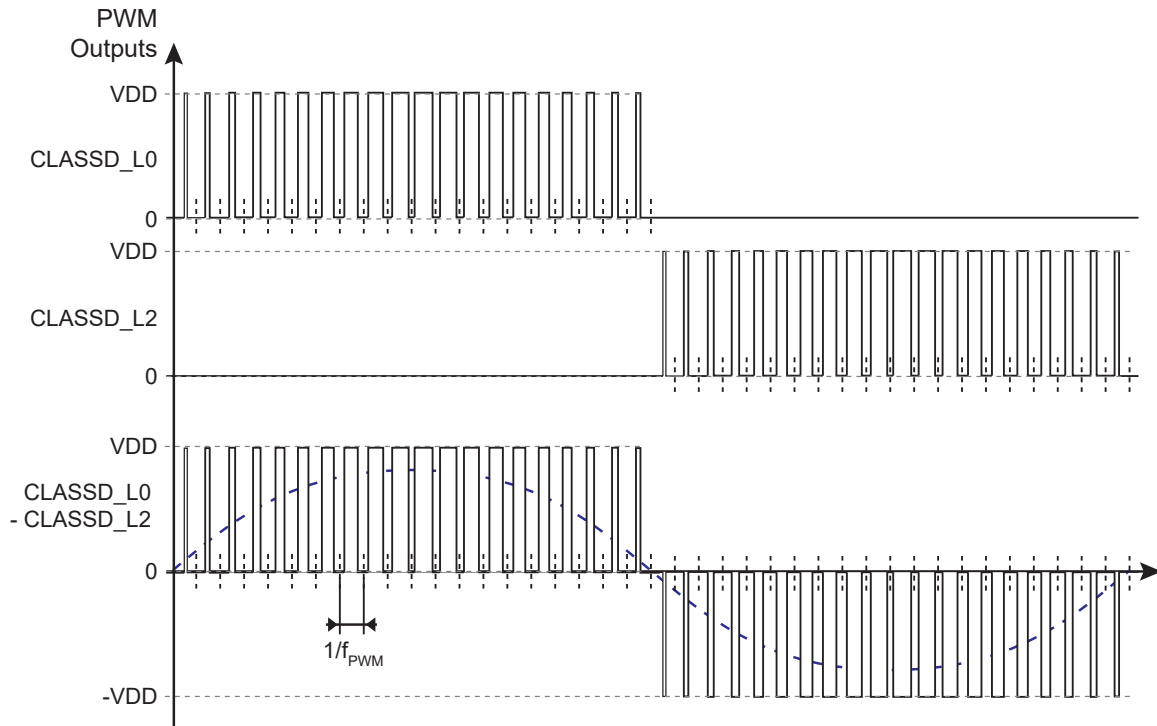 PWM
Outputs
VDD
CLASSD_L0
0
VDD
CLASSD_L2
0
VDD
CLASSD_L0
- CLASSD_L2
0
1/fPWM
-VDD